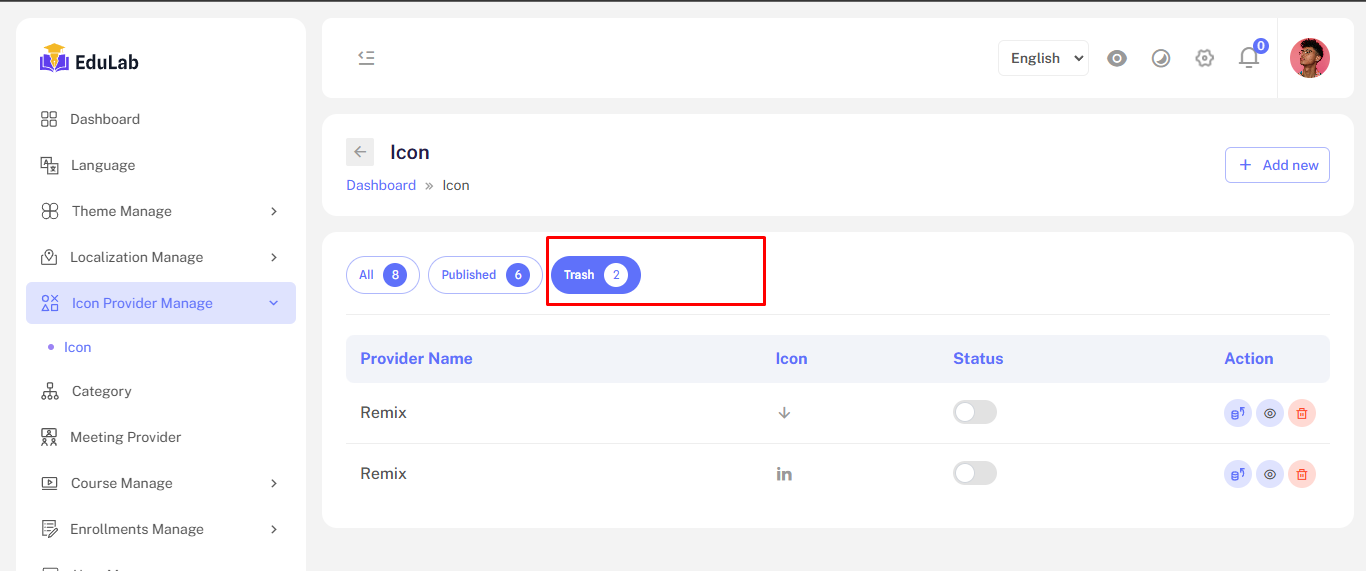 EduLab
Dashboard
Language
Theme Manage
Localization Manage
Icon Provider Manage
Icon
Category
Meeting Provider
Course Manage
Enrollments Manage
English
0
Icon
Dashboard » Icon
+ Add new
All 8
Published 6
Trash 2
Provider Name Icon Status Action
Remix
Remix in